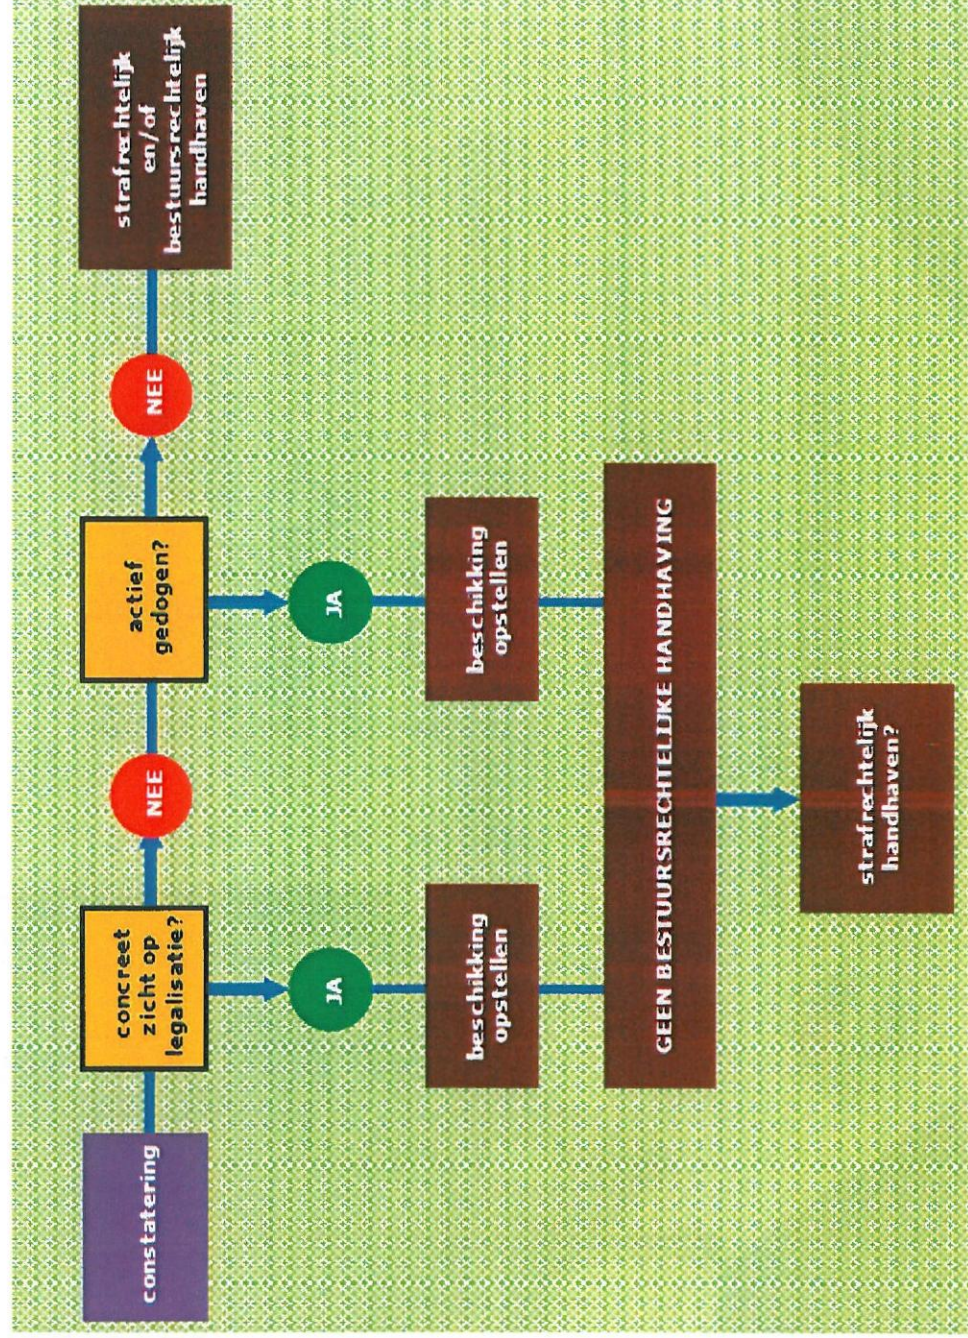 constatering
concreet
zicht op
legalisatie?
NEE
actief
gedogen?
NEE
strafrechtelijk
en/of
bestuursrechtelijk
handhaven
JA
JA
beschikking
opstellen
beschikking
opstellen
GEEN BESTUURSRECHTELIJKE HANDHAVING
strafrechtelijk
handhaven?